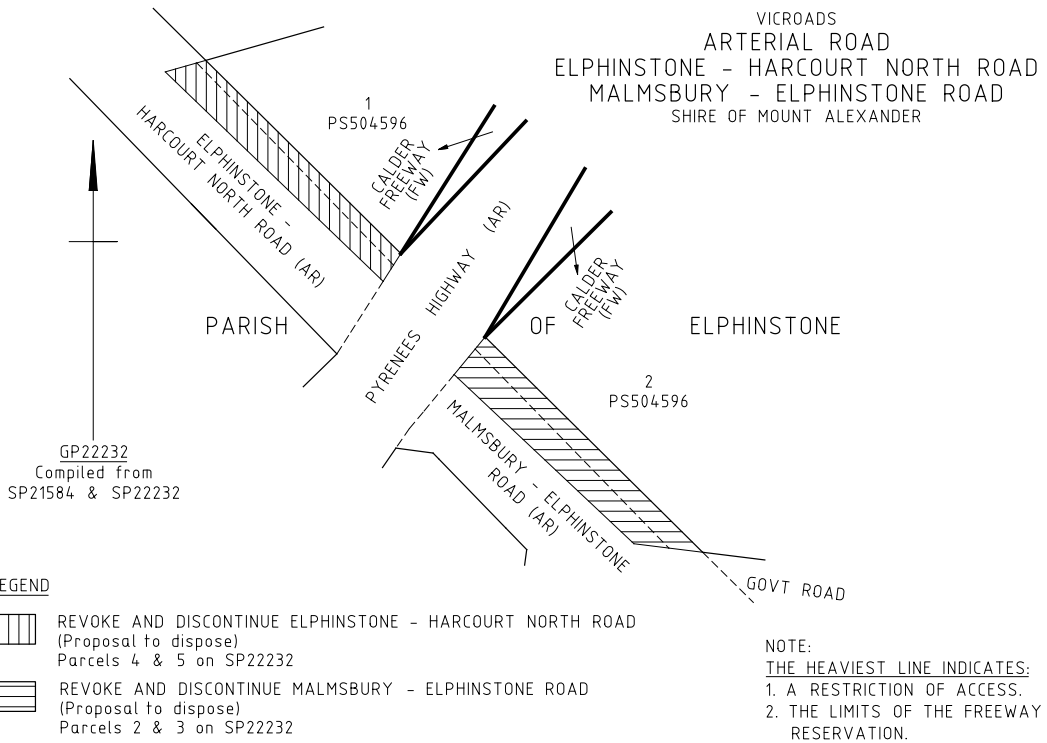 VICROADS
ARTERIAL ROAD
ELPHINSTONE - HARCOURT NORTH ROAD
MALMSBURY - ELPHINSTONE ROAD
SHIRE OF MOUNT ALEXANDER
1
PS504596
ELPHINSTONE -
HARCOURT NORTH ROAD (AR)
CALDER
FREEWAY
(FW)
PYRENEES HIGHWAY (AR)
CALDER
FREEWAY
(FW)
PARISH OF ELPHINSTONE
2
PS504596
MALMSBURY - ELPHINSTONE
ROAD (AR)
GP22232
Compiled from
SP21584 & SP22232
GOVT ROAD
EGEND
REVOKE AND DISCONTINUE ELPHINSTONE - HARCOURT NORTH ROAD
(Proposal to dispose)
Parcels 4 & 5 on SP22232
REVOKE AND DISCONTINUE MALMSBURY - ELPHINSTONE ROAD
(Proposal to dispose)
Parcels 2 & 3 on SP22232
NOTE:
THE HEAVIEST LINE INDICATES:
1. A RESTRICTION OF ACCESS.
2. THE LIMITS OF THE FREEWAY
RESERVATION.